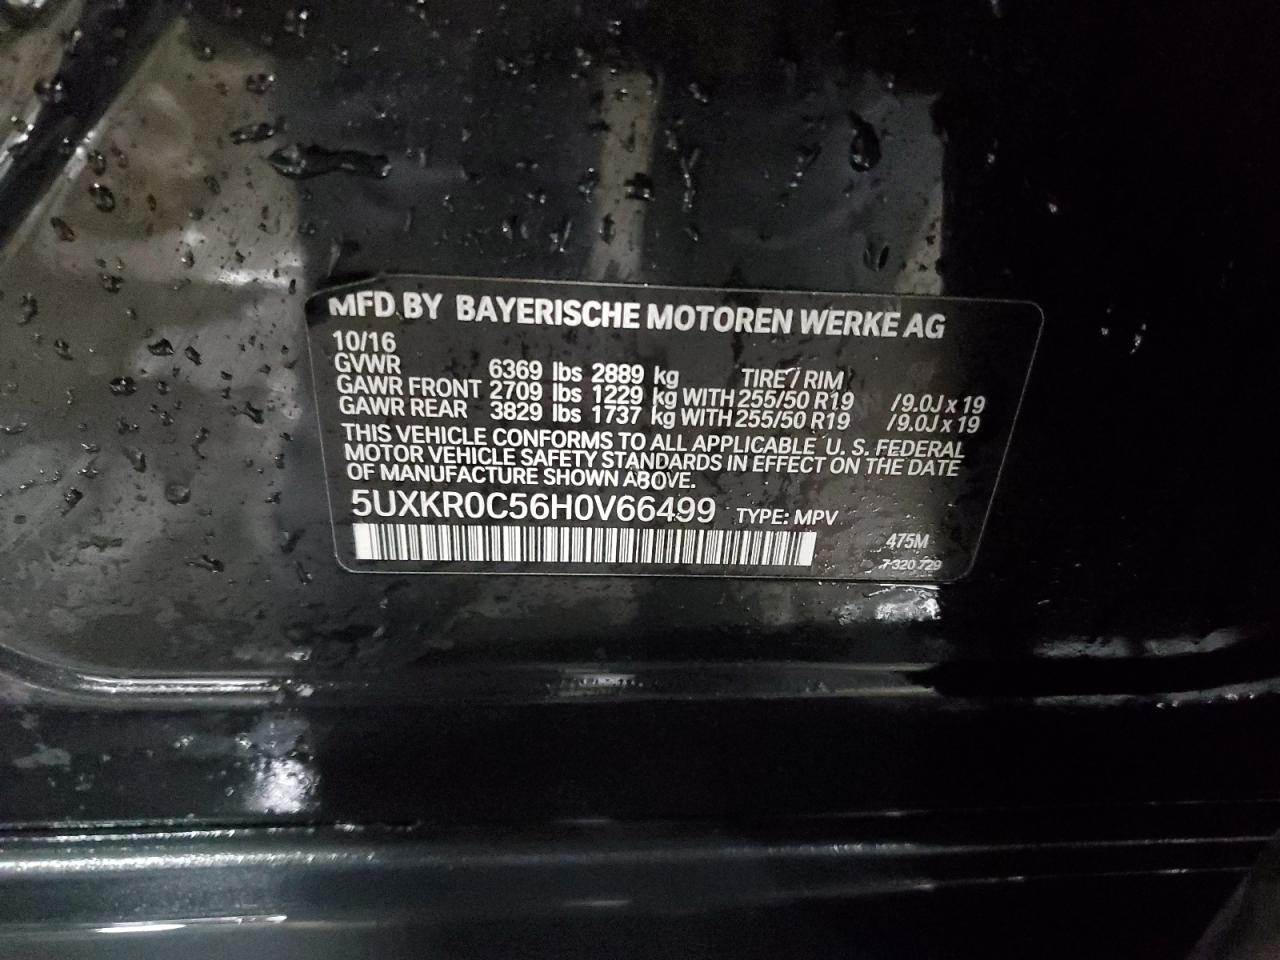 MFD BY BAYERISCHE MOTOREN WERKE AG
10/16
GVWR 6369 lbs 2889 kg TIRE / RIM
GAWR FRONT 2709 lbs 1229 kg WITH 255/50 R19 /9.0J x 19
GAWR REAR 3829 lbs 1737 kg WITH 255/50 R19 /9.0J x 19
THIS VEHICLE CONFORMS TO ALL APPLICABLE U. S. FEDERAL
MOTOR VEHICLE SAFETY STANDARDS IN EFFECT ON THE DATE
OF MANUFACTURE SHOWN ABOVE.
5UXKR0C56H0V66499 TYPE: MPV
475M
7 320 729